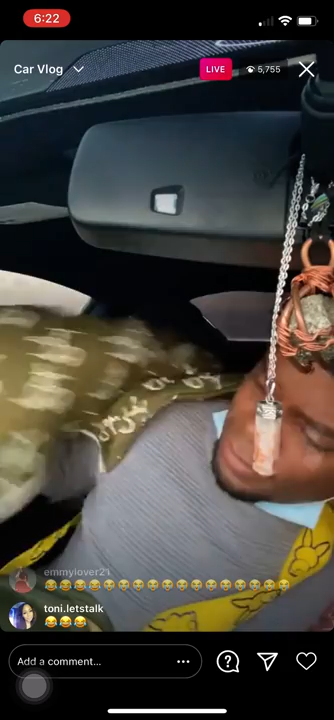 6:22
Car Vlog
LIVE
5,755
emmylover21
😂😂😂😂😂😂😂😂😂😂😂😂😂😂😂😂😂
toni.letstalk
😂😂😂
Add a comment...